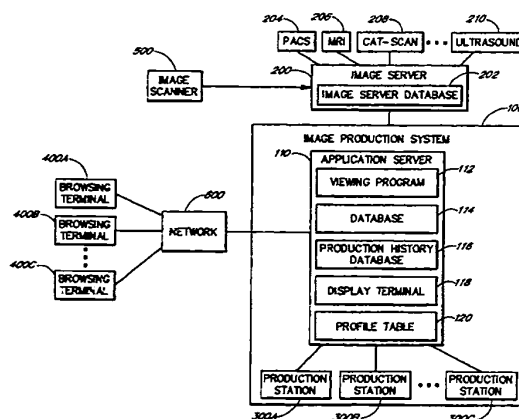 204 206 208 210
PACS MRI CAT-SCAN ULTRASOUND
500 200 202
IMAGE SCANNER
IMAGE SERVER
IMAGE SERVER DATABASE
IMAGE PRODUCTION SYSTEM
110
APPLICATION SERVER
VIEWING PROGRAM 112
DATABASE 114
PRODUCTION HISTORY DATABASE 116
DISPLAY TERMINAL 118
PROFILE TABLE 120
400A
BROWSING TERMINAL
400B
BROWSING TERMINAL
400C
BROWSING TERMINAL
600
NETWORK
PRODUCTION STATION
300A
PRODUCTION STATION
300B
PRODUCTION STATION
300C